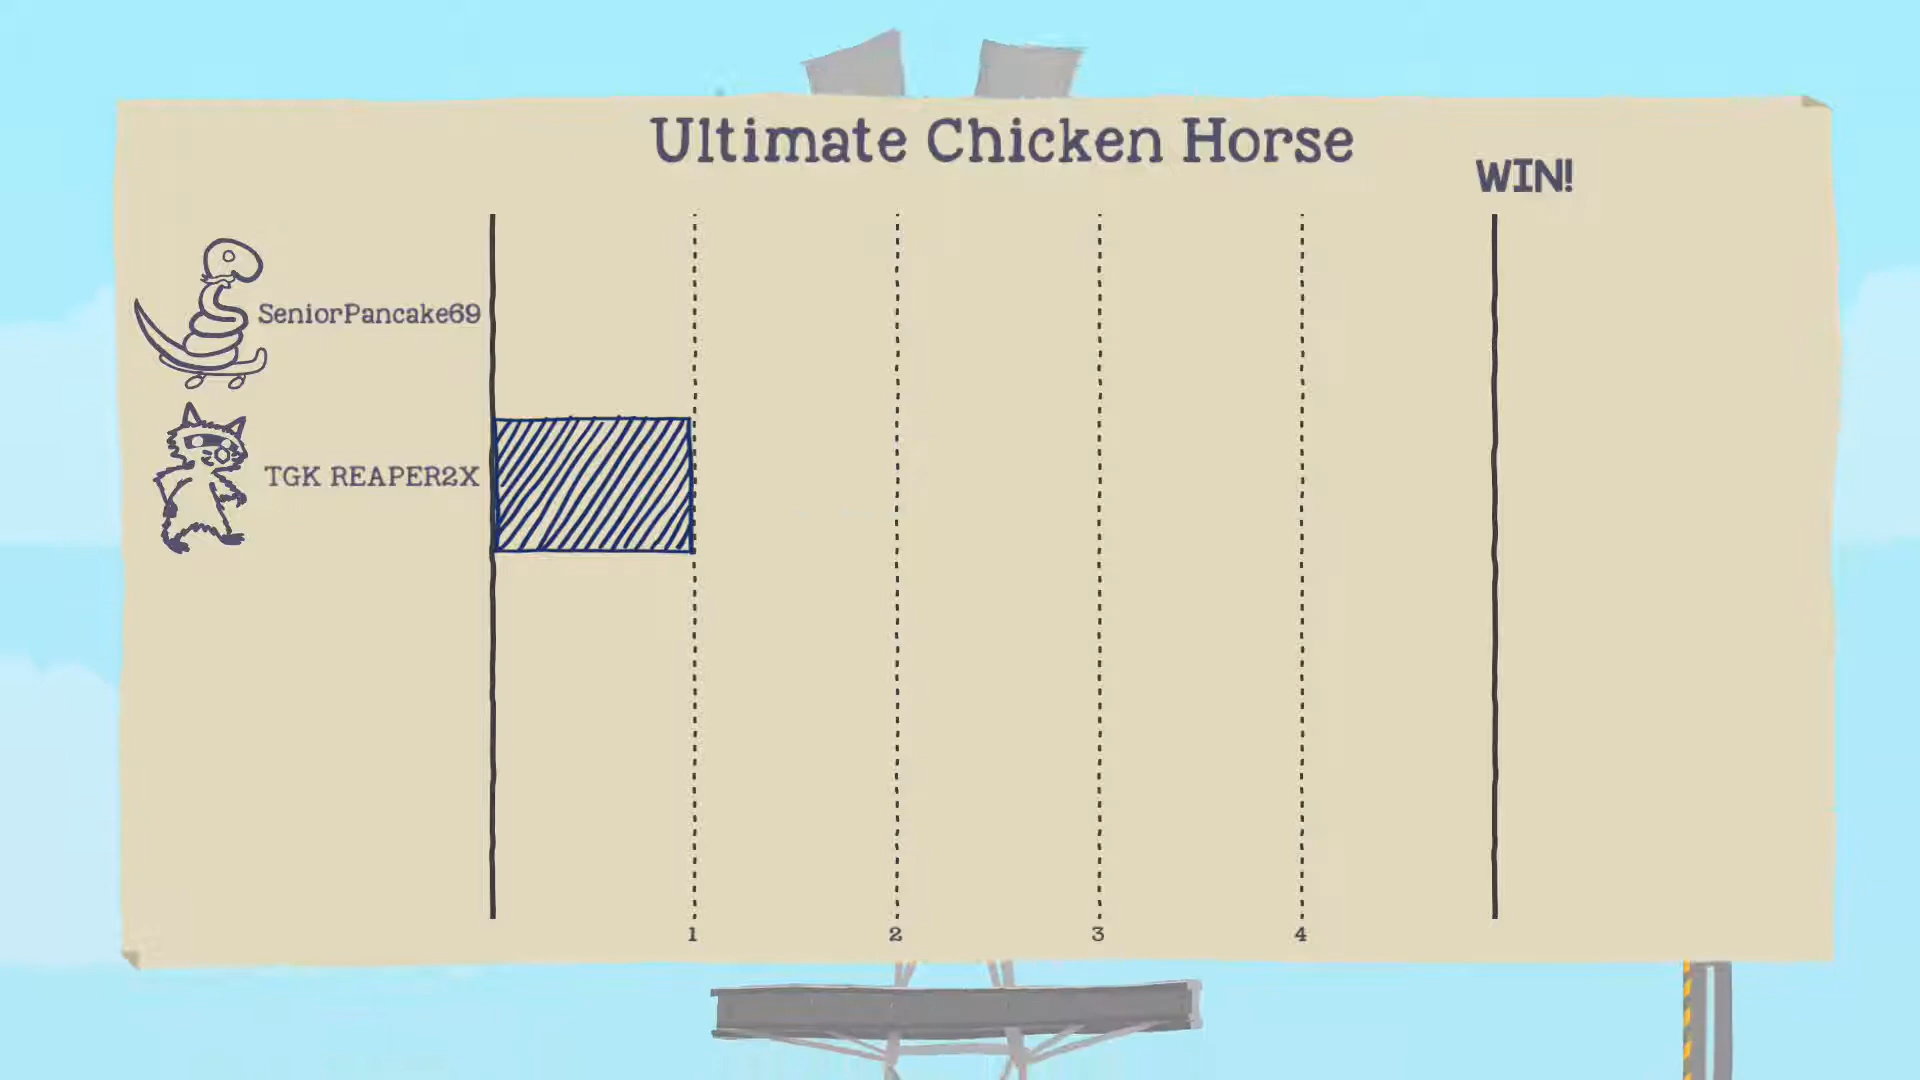 Ultimate Chicken Horse
WIN!
SeniorPancake69
TGK REAPER2X
1 2 3 4